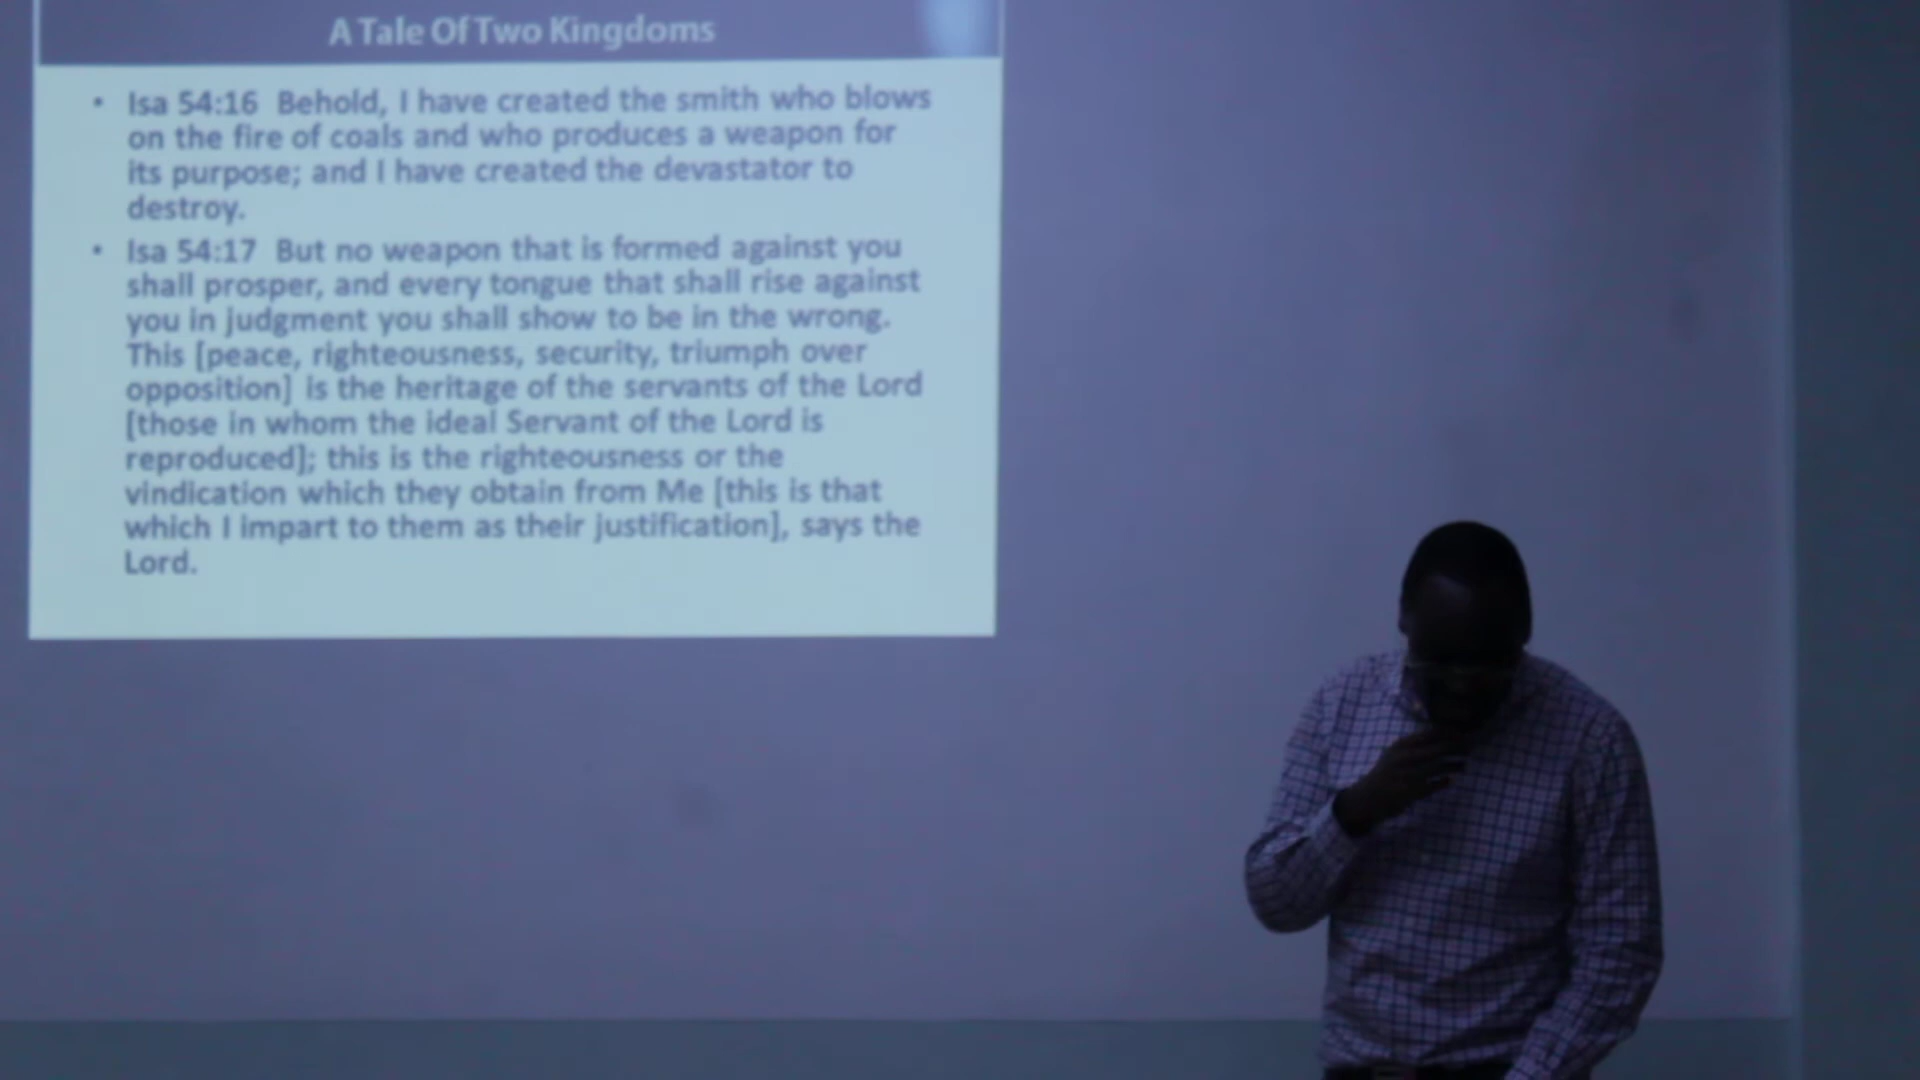 A Tale Of Two Kingdoms
• Isa 54:16 Behold, I have created the smith who blows
on the fire of coals and who produces a weapon for
its purpose; and I have created the devastator to
destroy.
• Isa 54:17 But no weapon that is formed against you
shall prosper, and every tongue that shall rise against
you in judgment you shall show to be in the wrong.
This [peace, righteousness, security, triumph over
opposition] is the heritage of the servants of the Lord
[those in whom the ideal Servant of the Lord is
reproduced]; this is the righteousness or the
vindication which they obtain from Me [this is that
which I impart to them as their justification], says the
Lord.